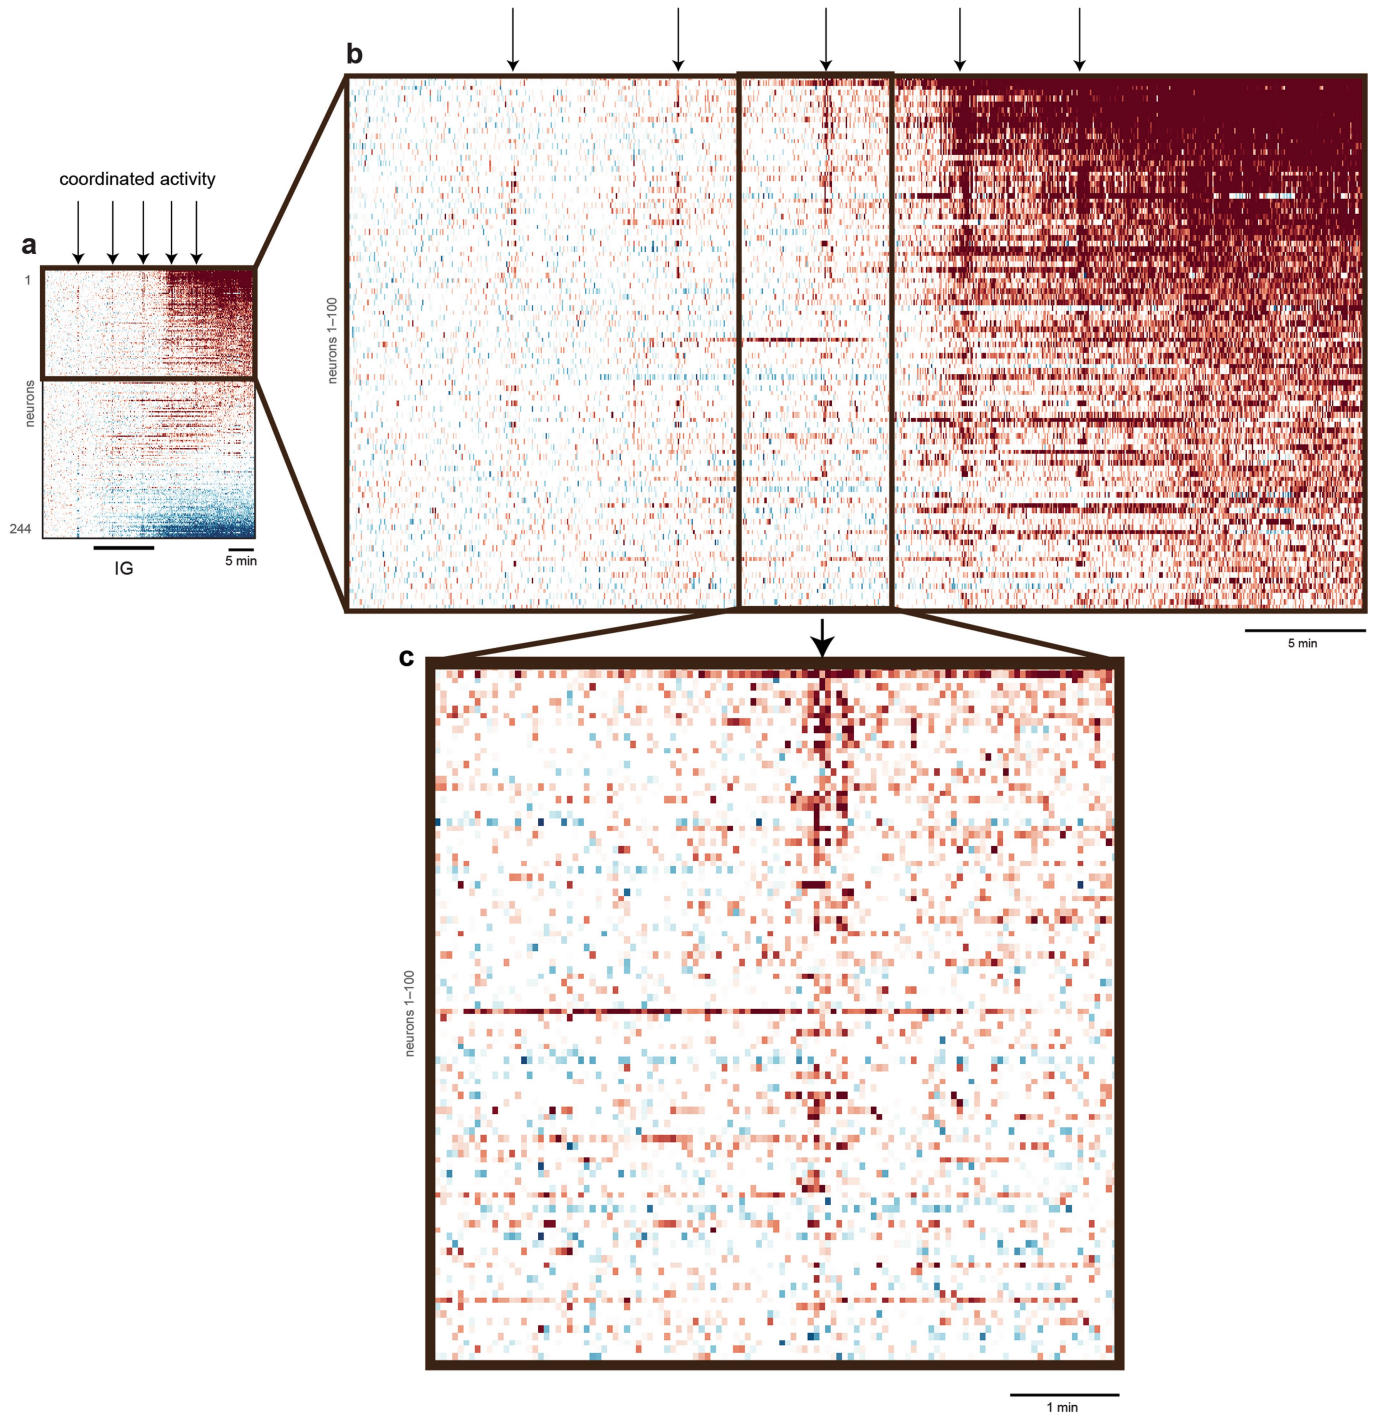 b
coordinated activity
a
1
neurons
244
IG
5 min
neurons 1–100
5 min
c
neurons 1–100
1 min